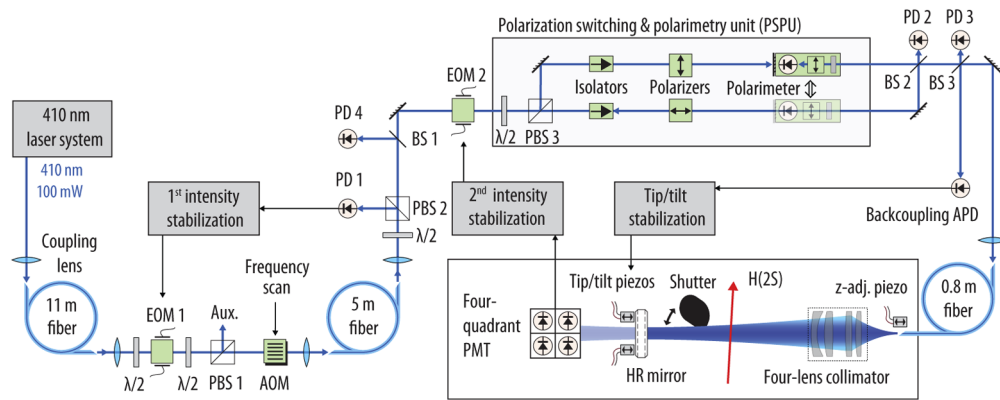 Polarization switching & polarimetry unit (PSPU)
PD 2
PD 3
EOM 2
Isolators
Polarizers
Polarimeter
BS 2
BS 3
λ/2
PBS 3
410 nm
laser system
410 nm
100 mW
PD 4
BS 1
PD 1
PBS 2
λ/2
1st intensity
stabilization
2nd intensity
stabilization
Tip/tilt
stabilization
Backcoupling APD
Coupling
lens
11 m
fiber
EOM 1
λ/2
λ/2
Aux.
PBS 1
Frequency
scan
AOM
5 m
fiber
Four-
quadrant
PMT
Tip/tilt piezos
HR mirror
Shutter
H(2S)
Four-lens collimator
z-adj. piezo
0.8 m
fiber